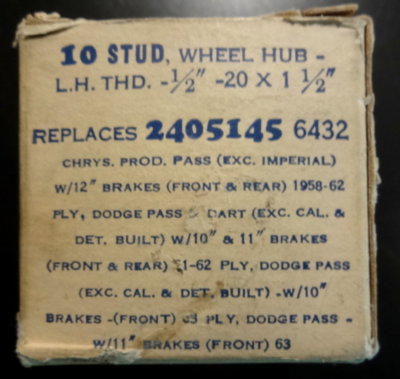 10 STUD, WHEEL HUB -
L.H. THD. -1/2" -20 X 1 1/2"
REPLACES 2405145 6432
CHRYS. PROD. PASS (EXC. IMPERIAL)
W/12" BRAKES (FRONT & REAR) 1958-62
PLY, DODGE PASS & DART (EXC. CAL. &
DET. BUILT) W/10" & 11" BRAKES
(FRONT & REAR) 1-62 PLY, DODGE PASS
(EXC. CAL & DET. BUILT) -W/10"
BRAKES -(FRONT) 63 PLY, DODGE PASS -
W/11" BRAKES (FRONT) 63